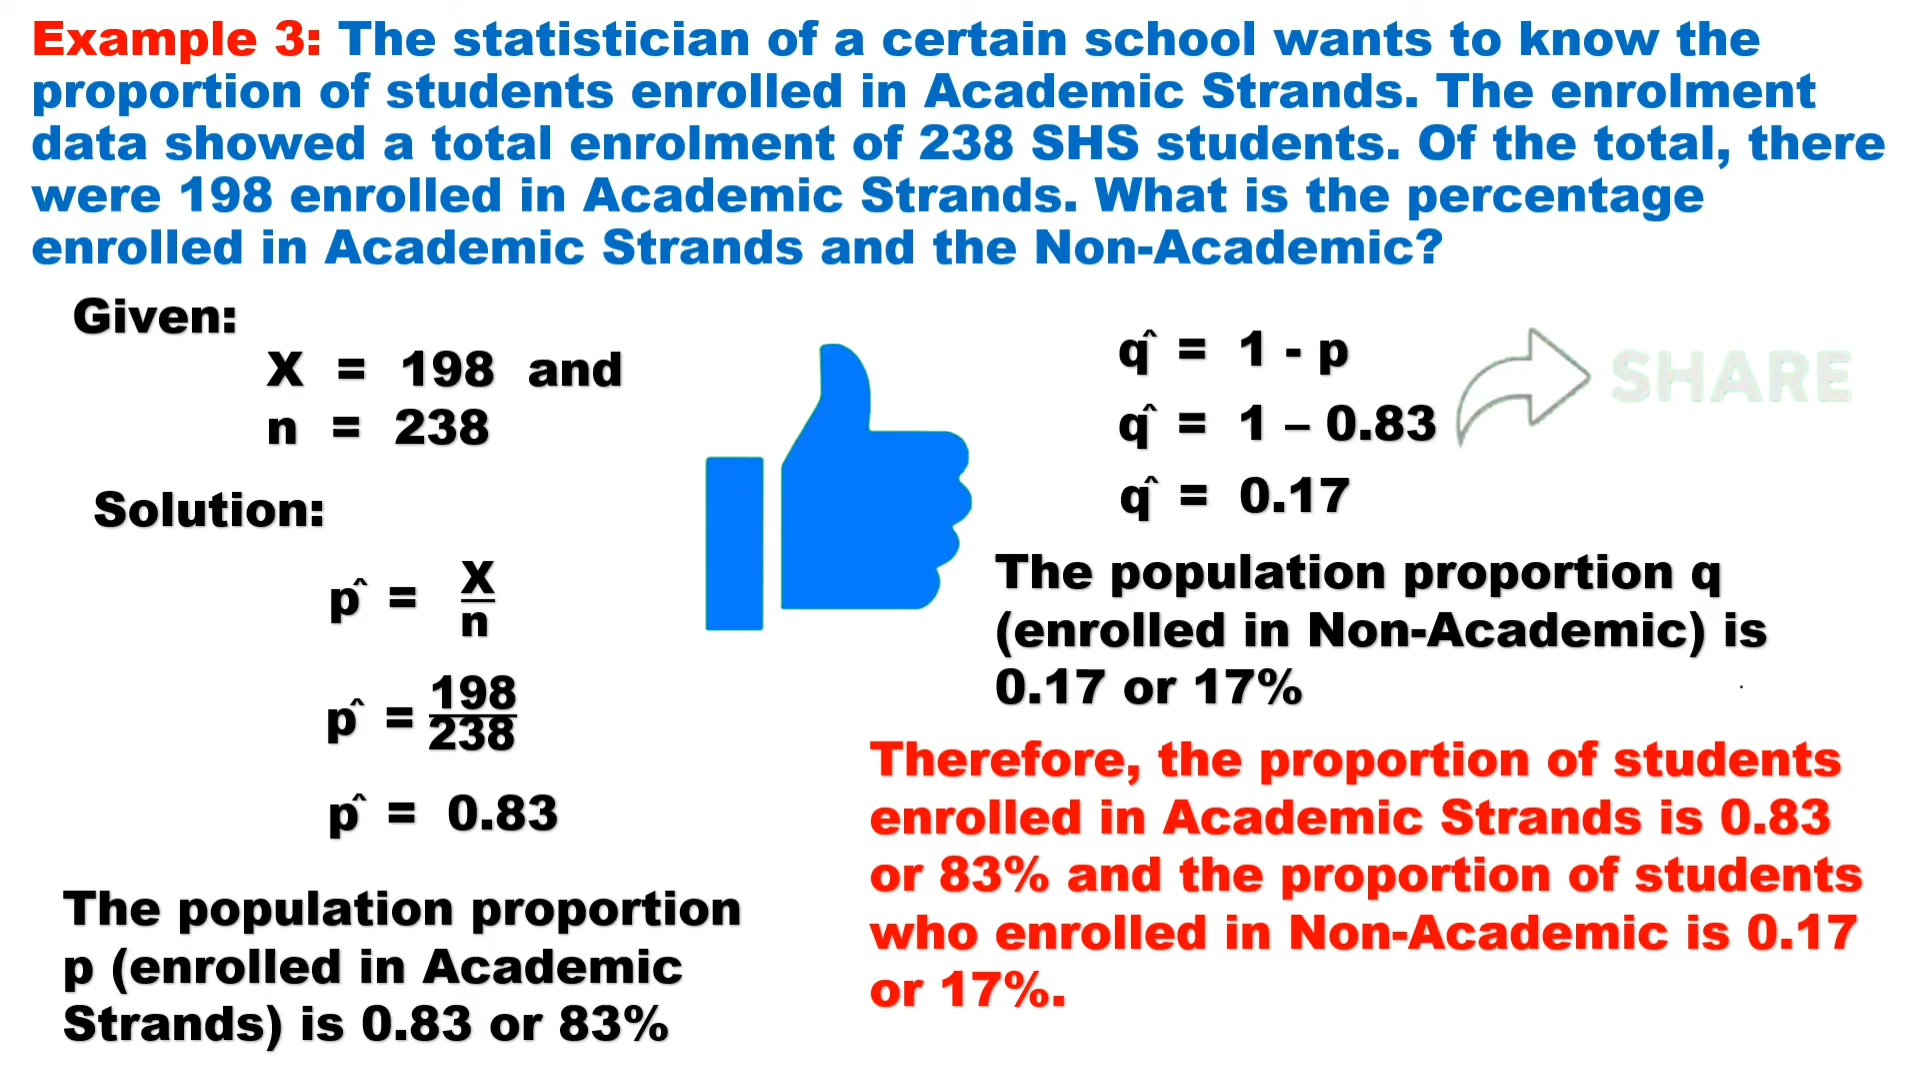 Example 3: The statistician of a certain school wants to know the
proportion of students enrolled in Academic Strands. The enrolment
data showed a total enrolment of 238 SHS students. Of the total, there
were 198 enrolled in Academic Strands. What is the percentage
enrolled in Academic Strands and the Non-Academic?
Given:
X = 198 and
n = 238
Solution:
p̂ = X
n
p̂ = 198
238
p̂ = 0.83
The population proportion
p (enrolled in Academic
Strands) is 0.83 or 83%
q̂ = 1 - p
q̂ = 1 – 0.83
q̂ = 0.17
SHARE
The population proportion q
(enrolled in Non-Academic) is
0.17 or 17%
Therefore, the proportion of students
enrolled in Academic Strands is 0.83
or 83% and the proportion of students
who enrolled in Non-Academic is 0.17
or 17%.